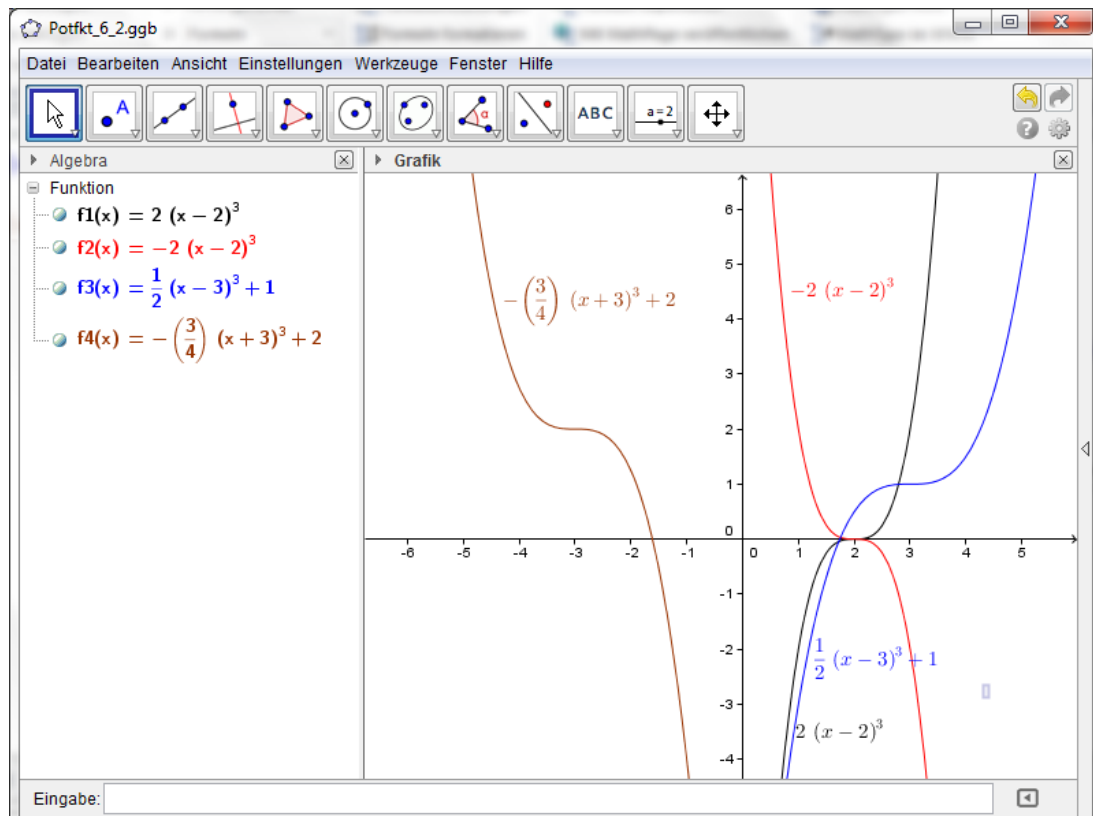 Potfkt_6_2.ggb
Datei Bearbeiten Ansicht Einstellungen Werkzeuge Fenster Hilfe
A
α
ABC
a=2
Algebra
Grafik
Funktion
f1(x) = 2 (x − 2)³
f2(x) = −2 (x − 2)³
f3(x) = 1/2 (x − 3)³ + 1
f4(x) = −(3/4) (x + 3)³ + 2
−(3/4) (x + 3)³ + 2
−2 (x − 2)³
6
5
4
3
2
1
0
-6 -5 -4 -3 -2 -1 0 1 2 3 4 5
-1
-2
1/2 (x − 3)³ + 1
-3
2 (x − 2)³
-4
Eingabe: